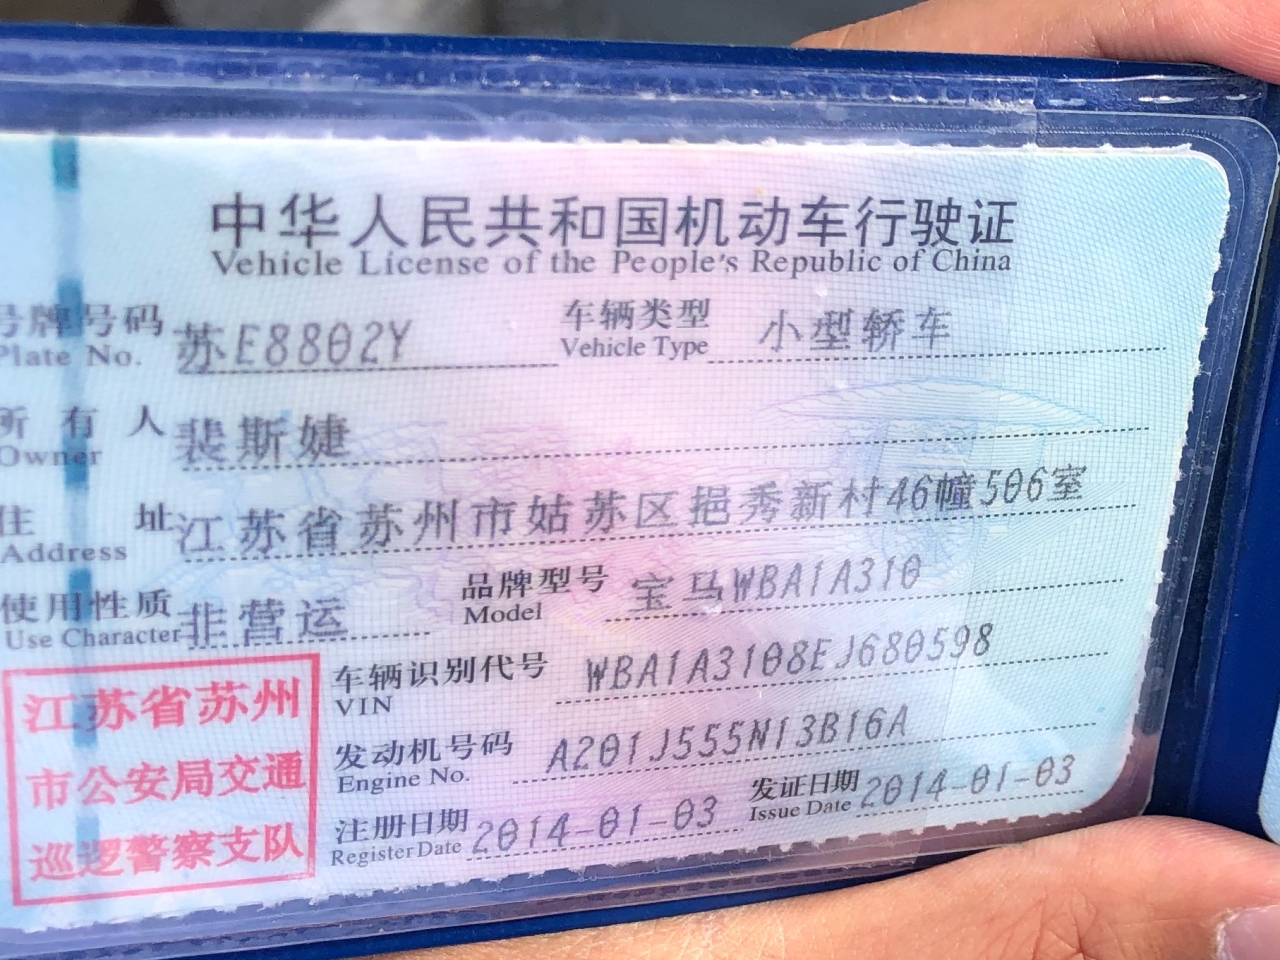 中华人民共和国机动车行驶证
Vehicle License of the People's Republic of China
号牌号码 苏E8802Y 车辆类型 小型轿车
Plate No. Vehicle Type
所有人 裴斯婕
Owner
住址 江苏省苏州市姑苏区挹秀新村46幢506室
Address
使用性质 非营运 品牌型号 宝马WBA1A310
Use Character Model
车辆识别代号 WBA1A3108EJ680598
VIN
发动机号码 A201J555N13B16A
Engine No.
注册日期 2014-01-03 发证日期 2014-01-03
Register Date Issue Date
江苏省苏州
市公安局交通
巡逻警察支队